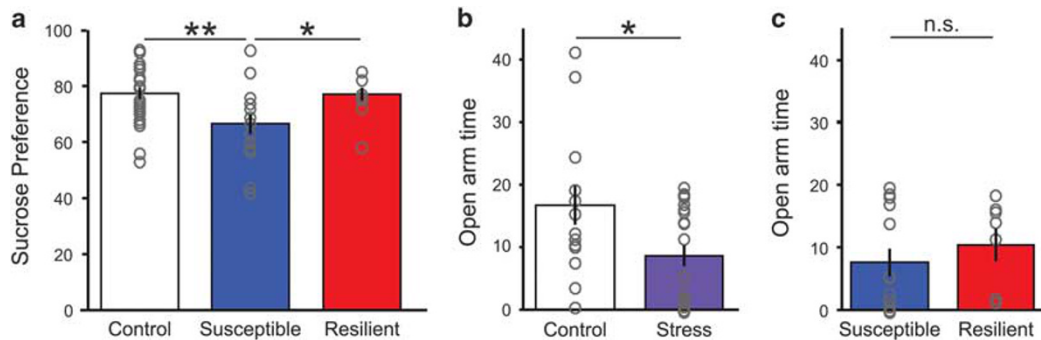 a
** *
Sucrose Preference
100
80
60
40
20
0
Control Susceptible Resilient
b
*
Open arm time
40
30
20
10
0
Control Stress
c
n.s.
Open arm time
40
30
20
10
0
Susceptible Resilient